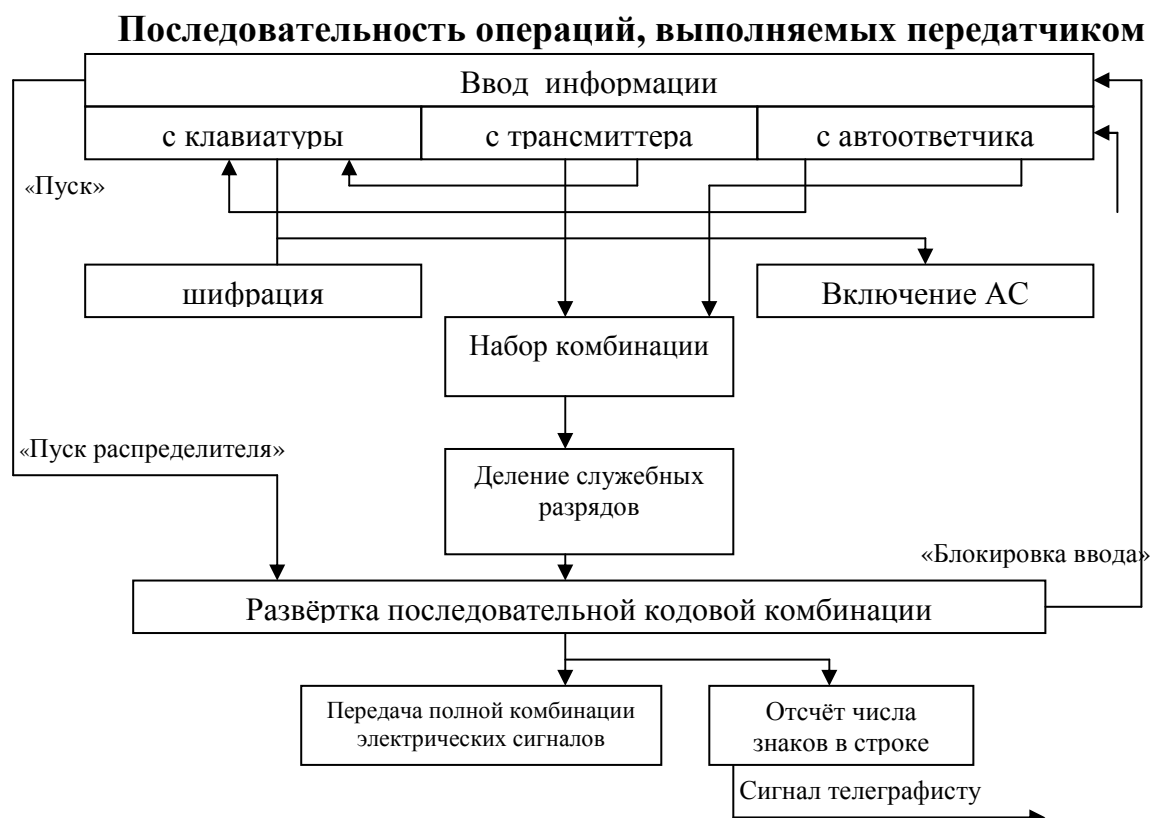 Последовательность операций, выполняемых передатчиком
Ввод информации
с клавиатуры
с трансмиттера
с автоответчика
«Пуск»
шифрация
Включение АС
Набор комбинации
«Пуск распределителя»
Деление служебных
разрядов
«Блокировка ввода»
Развёртка последовательной кодовой комбинации
Передача полной комбинации
электрических сигналов
Отсчёт числа
знаков в строке
Сигнал телеграфисту